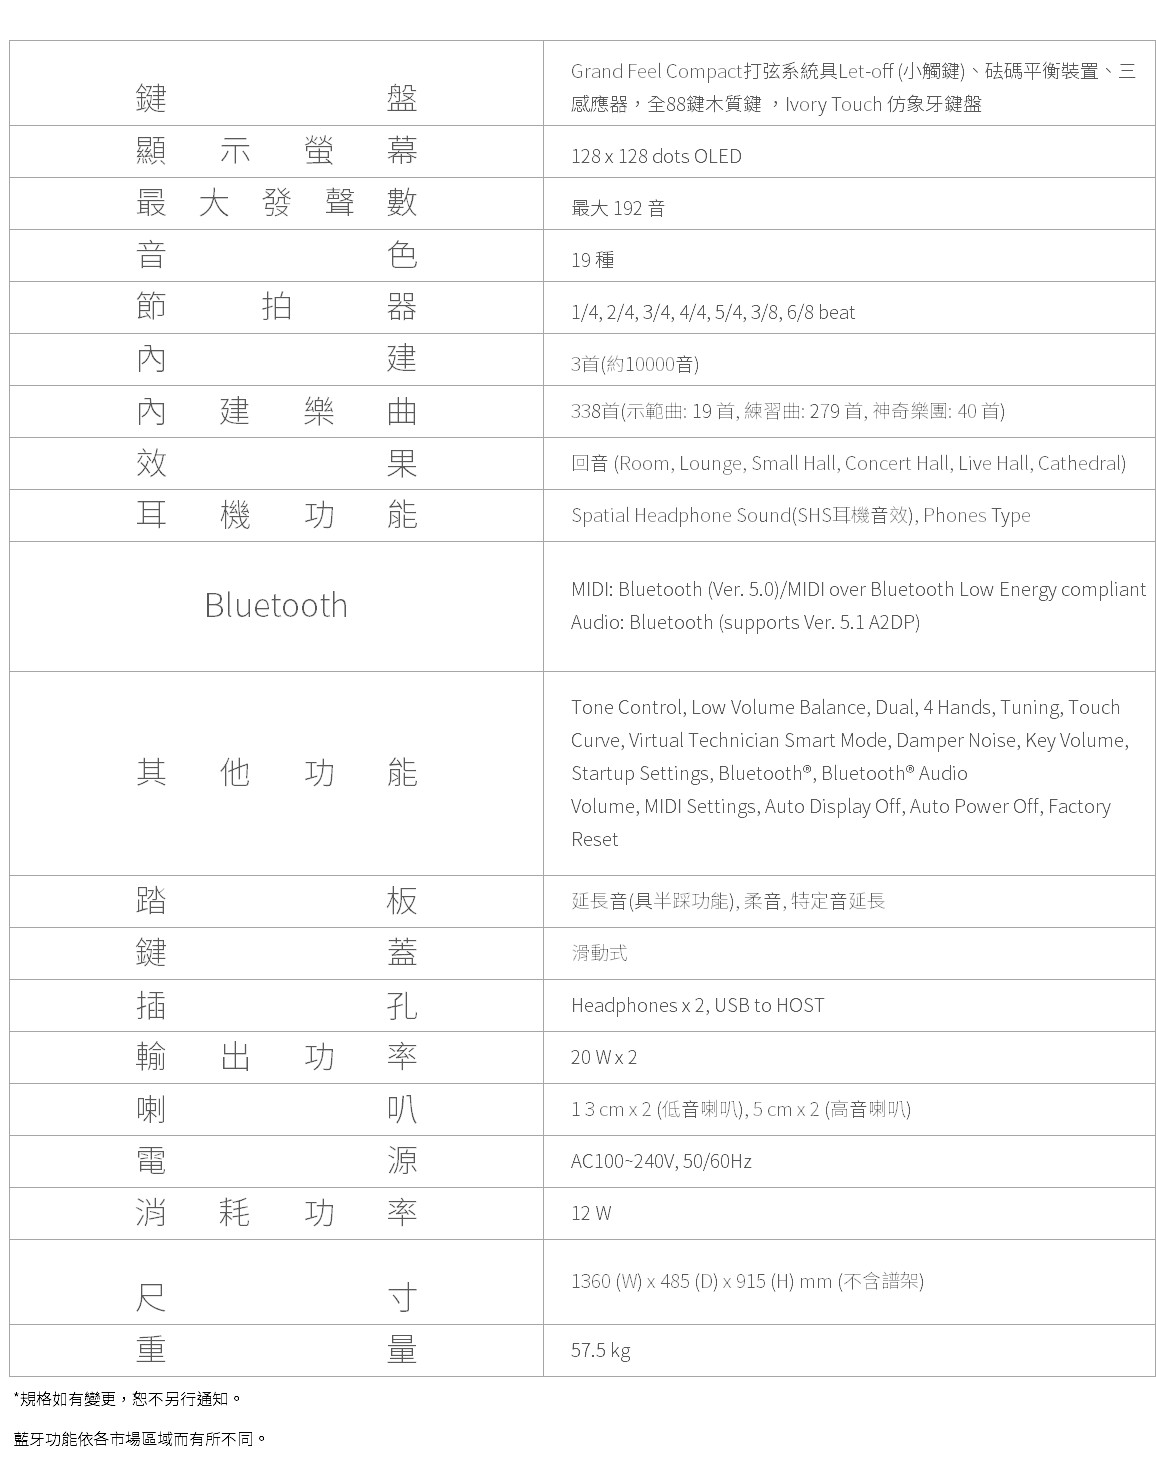 鍵盤
Grand Feel Compact打弦系統具Let-off (小觸鍵)、砝碼平衡裝置、三
感應器，全88鍵木質鍵 ，Ivory Touch 仿象牙鍵盤
顯示螢幕
128 x 128 dots OLED
最大發聲數
最大 192 音
音色
19 種
節拍器
1/4, 2/4, 3/4, 4/4, 5/4, 3/8, 6/8 beat
內建
3首(約10000音)
內建樂曲
338首(示範曲: 19 首, 練習曲: 279 首, 神奇樂團: 40 首)
效果
回音 (Room, Lounge, Small Hall, Concert Hall, Live Hall, Cathedral)
耳機功能
Spatial Headphone Sound(SHS耳機音效), Phones Type
Bluetooth
MIDI: Bluetooth (Ver. 5.0)/MIDI over Bluetooth Low Energy compliant
Audio: Bluetooth (supports Ver. 5.1 A2DP)
其他功能
Tone Control, Low Volume Balance, Dual, 4 Hands, Tuning, Touch
Curve, Virtual Technician Smart Mode, Damper Noise, Key Volume,
Startup Settings, Bluetooth®, Bluetooth® Audio
Volume, MIDI Settings, Auto Display Off, Auto Power Off, Factory
Reset
踏板
延長音(具半踩功能), 柔音, 特定音延長
鍵蓋
滑動式
插孔
Headphones x 2, USB to HOST
輸出功率
20 W x 2
喇叭
1 3 cm x 2 (低音喇叭), 5 cm x 2 (高音喇叭)
電源
AC100~240V, 50/60Hz
消耗功率
12 W
尺寸
1360 (W) x 485 (D) x 915 (H) mm (不含譜架)
重量
57.5 kg
*規格如有變更，恕不另行通知。
藍牙功能依各市場區域而有所不同。